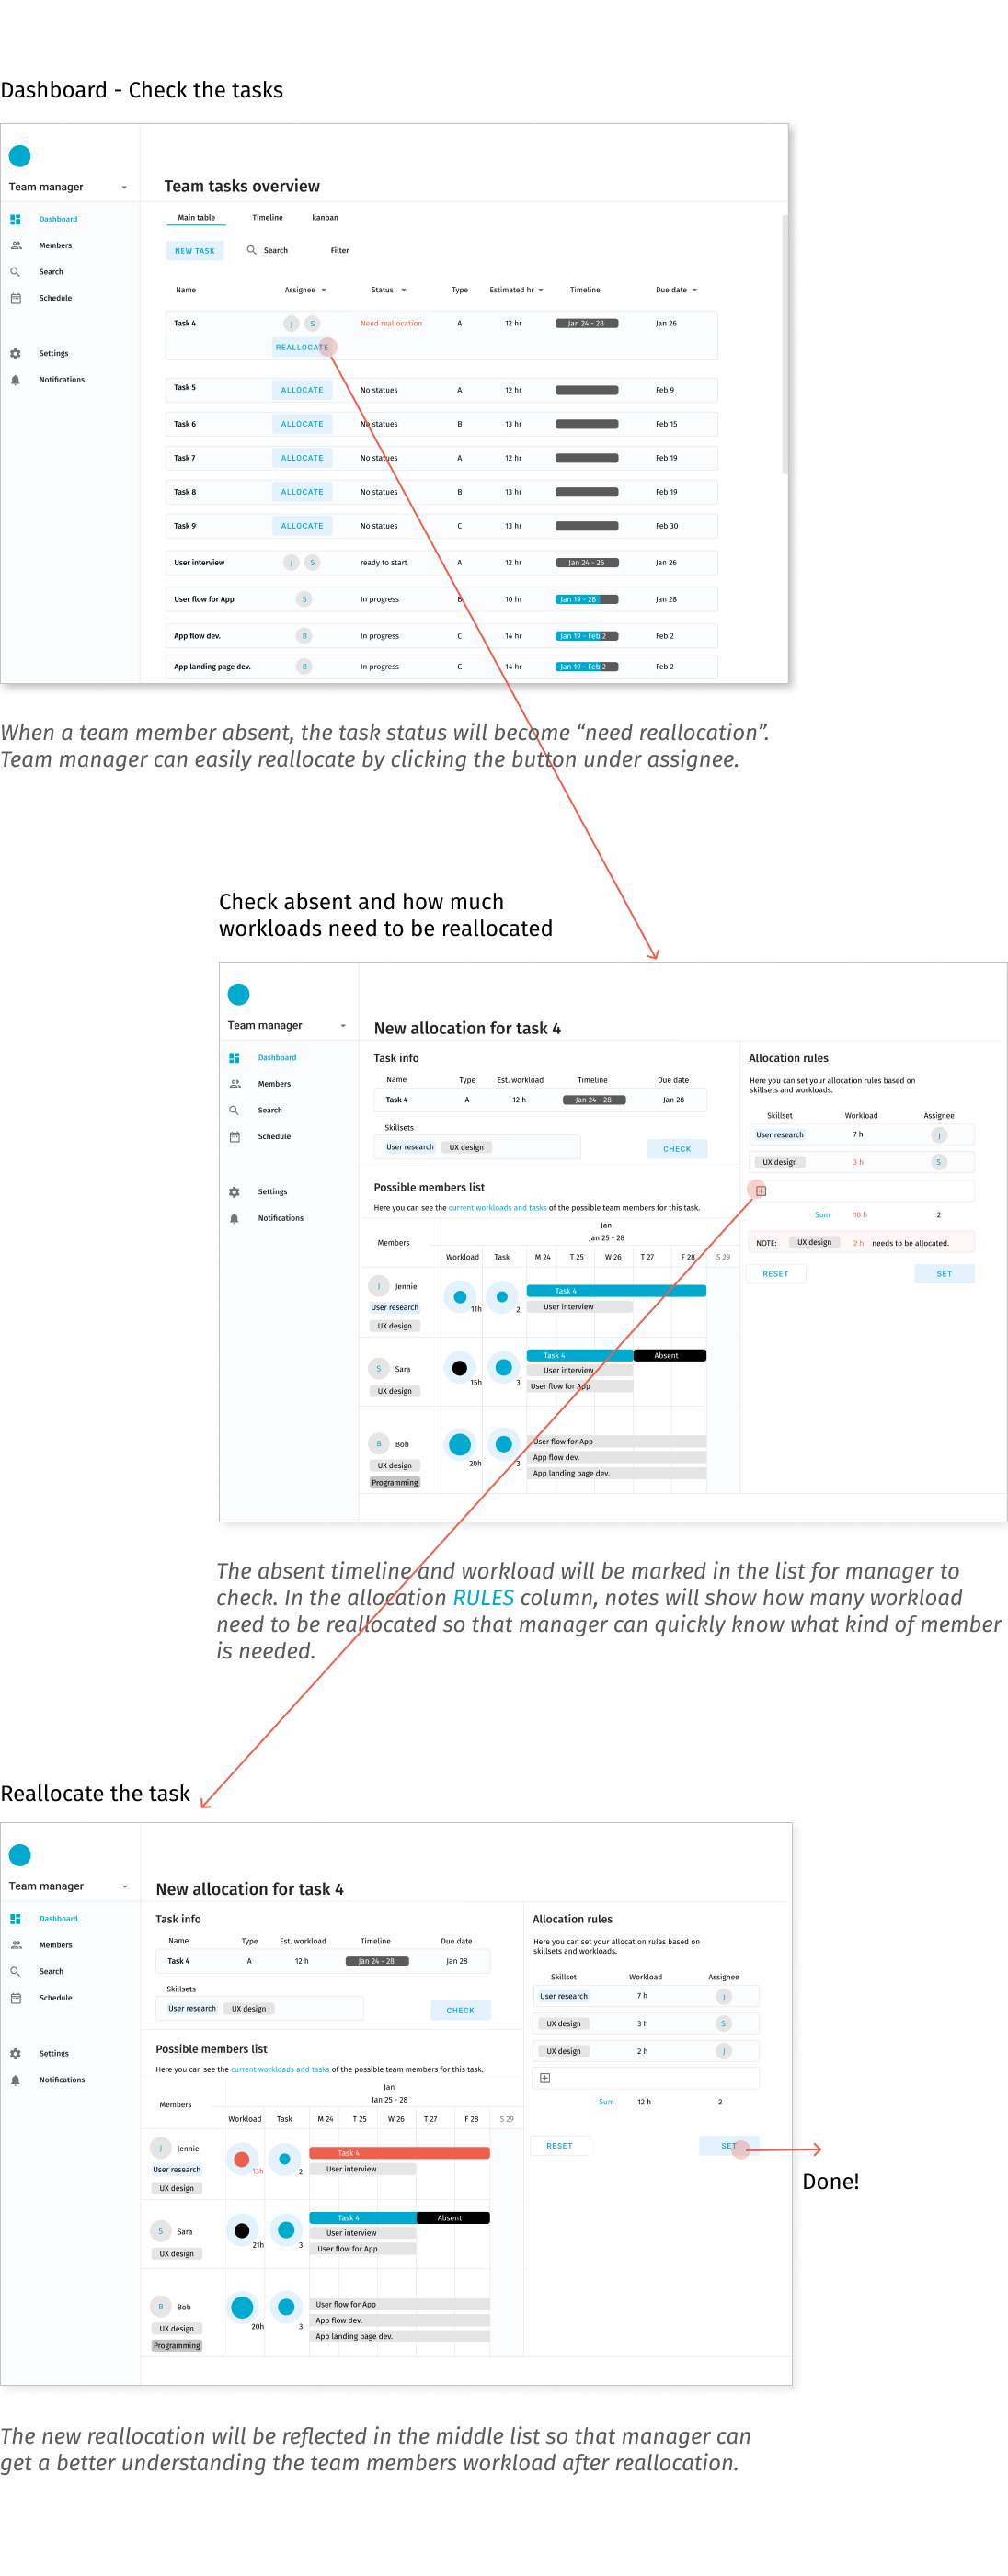 Dashboard - Check the tasks
Team manager
Dashboard
Members
Search
Schedule
Settings
Notifications
Team tasks overview
Main table Timeline kanban
NEW TASK Search Filter
Name Assignee Status Type Estimated hr Timeline Due date
Task 4 J S Need reallocation A 12 hr Jan 24 - 28 Jan 26
REALLOCATE
Task 5 ALLOCATE No statues A 12 hr Feb 9
Task 6 ALLOCATE No statues B 13 hr Feb 15
Task 7 ALLOCATE No statues A 12 hr Feb 19
Task 8 ALLOCATE No statues B 13 hr Feb 19
Task 9 ALLOCATE No statues C 13 hr Feb 30
User interview J S ready to start A 12 hr Jan 24 - 26 Jan 26
User flow for App S In progress B 10 hr Jan 19 - 28 Jan 28
App flow dev. B In progress C 14 hr Jan 19 - Feb 2 Feb 2
App landing page dev. B In progress C 14 hr Jan 19 - Feb 2 Feb 2
When a team member absent, the task status will become “need reallocation”.
Team manager can easily reallocate by clicking the button under assignee.
Check absent and how much
workloads need to be reallocated
Team manager
Dashboard
Members
Search
Schedule
Settings
Notifications
New allocation for task 4
Task info
Name Type Est. workload Timeline Due date
Task 4 A 12 h Jan 24 - 28 Jan 28
Skillsets
User research UX design CHECK
Possible members list
Here you can see the current workloads and tasks of the possible team members for this task.
Jan
Jan 25 - 28
Members
Workload Task M 24 T 25 W 26 T 27 F 28 S 29
J Jennie
User research
UX design
11h 2
Task 4
User interview
S Sara
UX design
15h 3
Task 4 Absent
User interview
User flow for App
B Bob
UX design
Programming
20h 3
User flow for App
App flow dev.
App landing page dev.
Allocation rules
Here you can set your allocation rules based on
skillsets and workloads.
Skillset Workload Assignee
User research 7 h J
UX design 3 h S
Sum 10 h 2
NOTE: UX design 2 h needs to be allocated.
RESET SET
The absent timeline and workload will be marked in the list for manager to
check. In the allocation RULES column, notes will show how many workload
need to be reallocated so that manager can quickly know what kind of member
is needed.
Reallocate the task
Team manager
Dashboard
Members
Search
Schedule
Settings
Notifications
New allocation for task 4
Task info
Name Type Est. workload Timeline Due date
Task 4 A 12 h Jan 24 - 28 Jan 28
Skillsets
User research UX design CHECK
Possible members list
Here you can see the current workloads and tasks of the possible team members for this task.
Jan
Jan 25 - 28
Members
Workload Task M 24 T 25 W 26 T 27 F 28 S 29
J Jennie
User research
UX design
13h 2
Task 4
User interview
S Sara
UX design
21h 3
Task 4 Absent
User interview
User flow for App
B Bob
UX design
Programming
20h 3
User flow for App
App flow dev.
App landing page dev.
Allocation rules
Here you can set your allocation rules based on
skillsets and workloads.
Skillset Workload Assignee
User research 7 h J
UX design 3 h S
UX design 2 h J
Sum 12 h 2
RESET SET
Done!
The new reallocation will be reflected in the middle list so that manager can
get a better understanding the team members workload after reallocation.